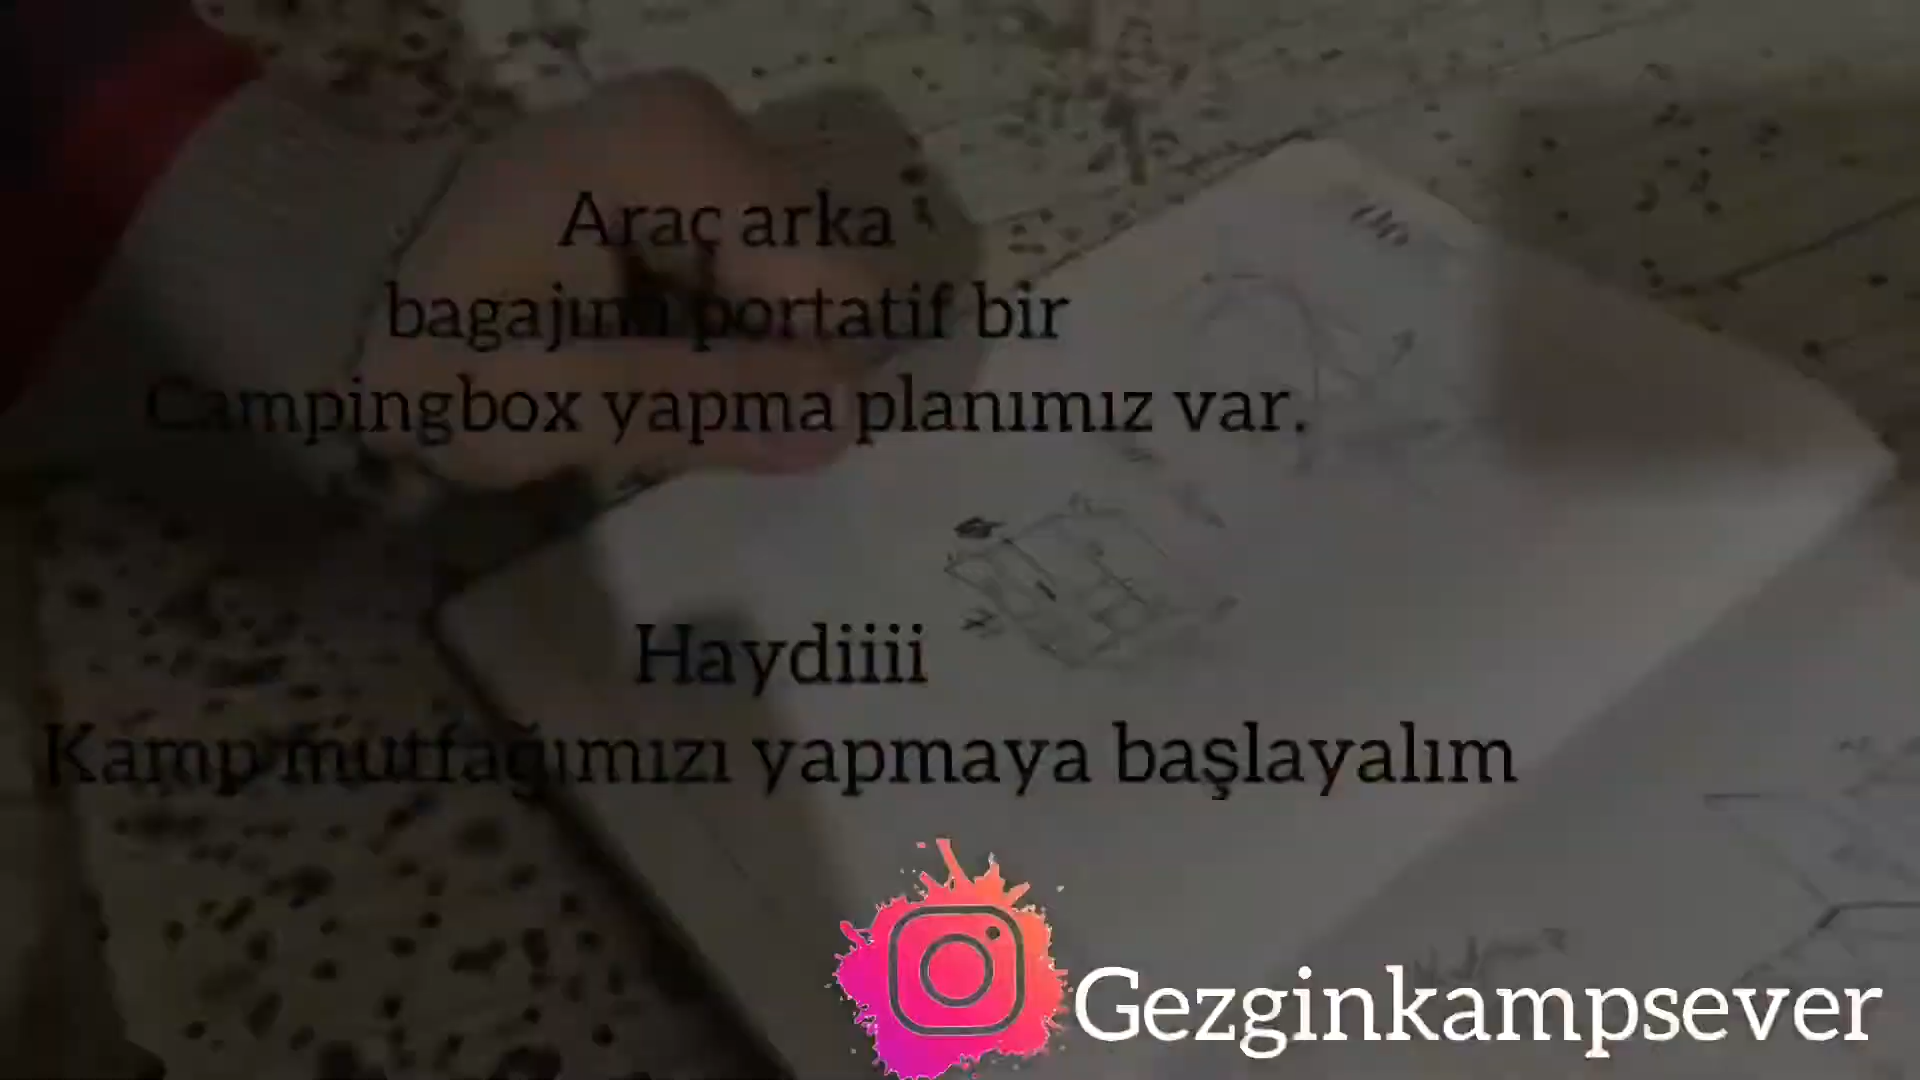 Araç arka
bagajına portatif bir
Campingbox yapma planımız var.
Haydiiii
Kamp mutfağımızı yapmaya başlayalım
Gezginkampsever